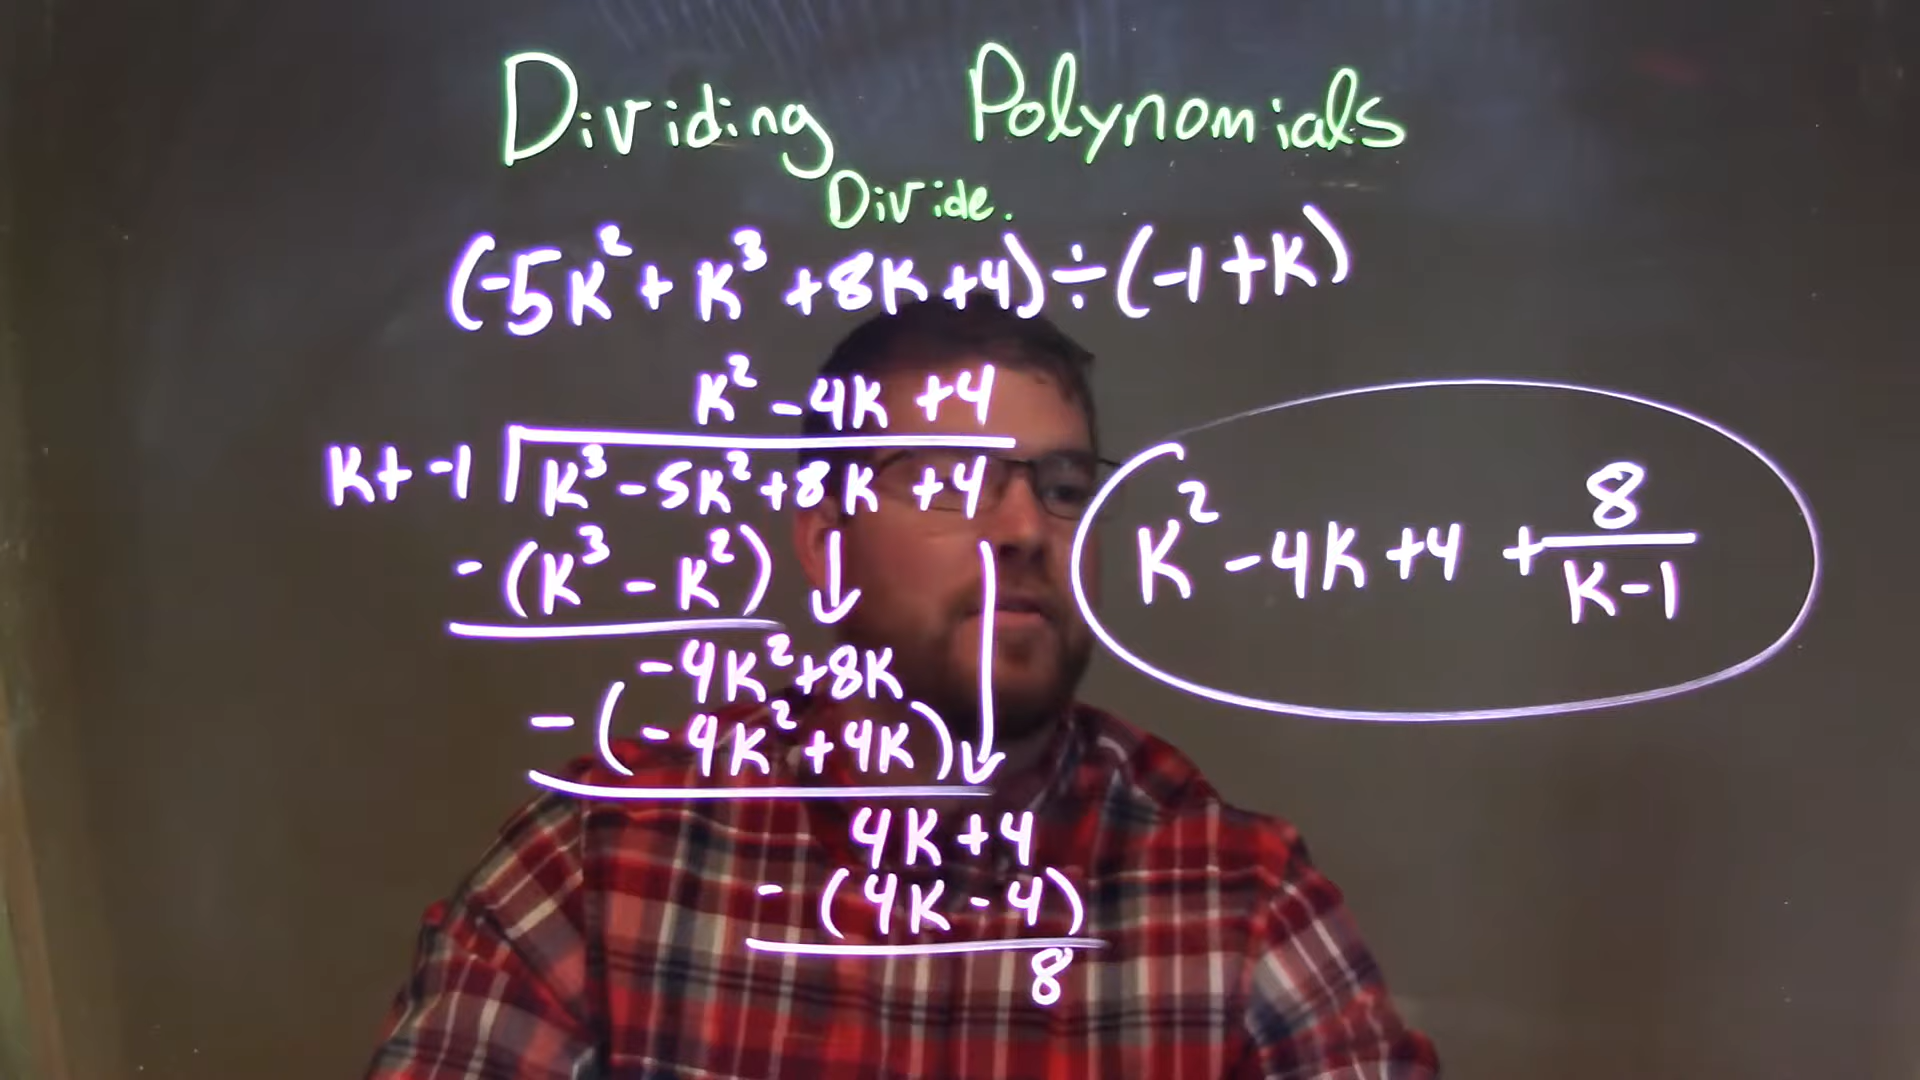 Dividing Polynomials
Divide.
(-5K²+K³+8K+4)÷(-1+K)
K²-4K+4
K+-1 K³-5K²+8K+4
-(K³-K²)
-4K²+8K
-(-4K²+4K)
4K+4
-(4K-4)
8
K²-4K+4+8/K-1